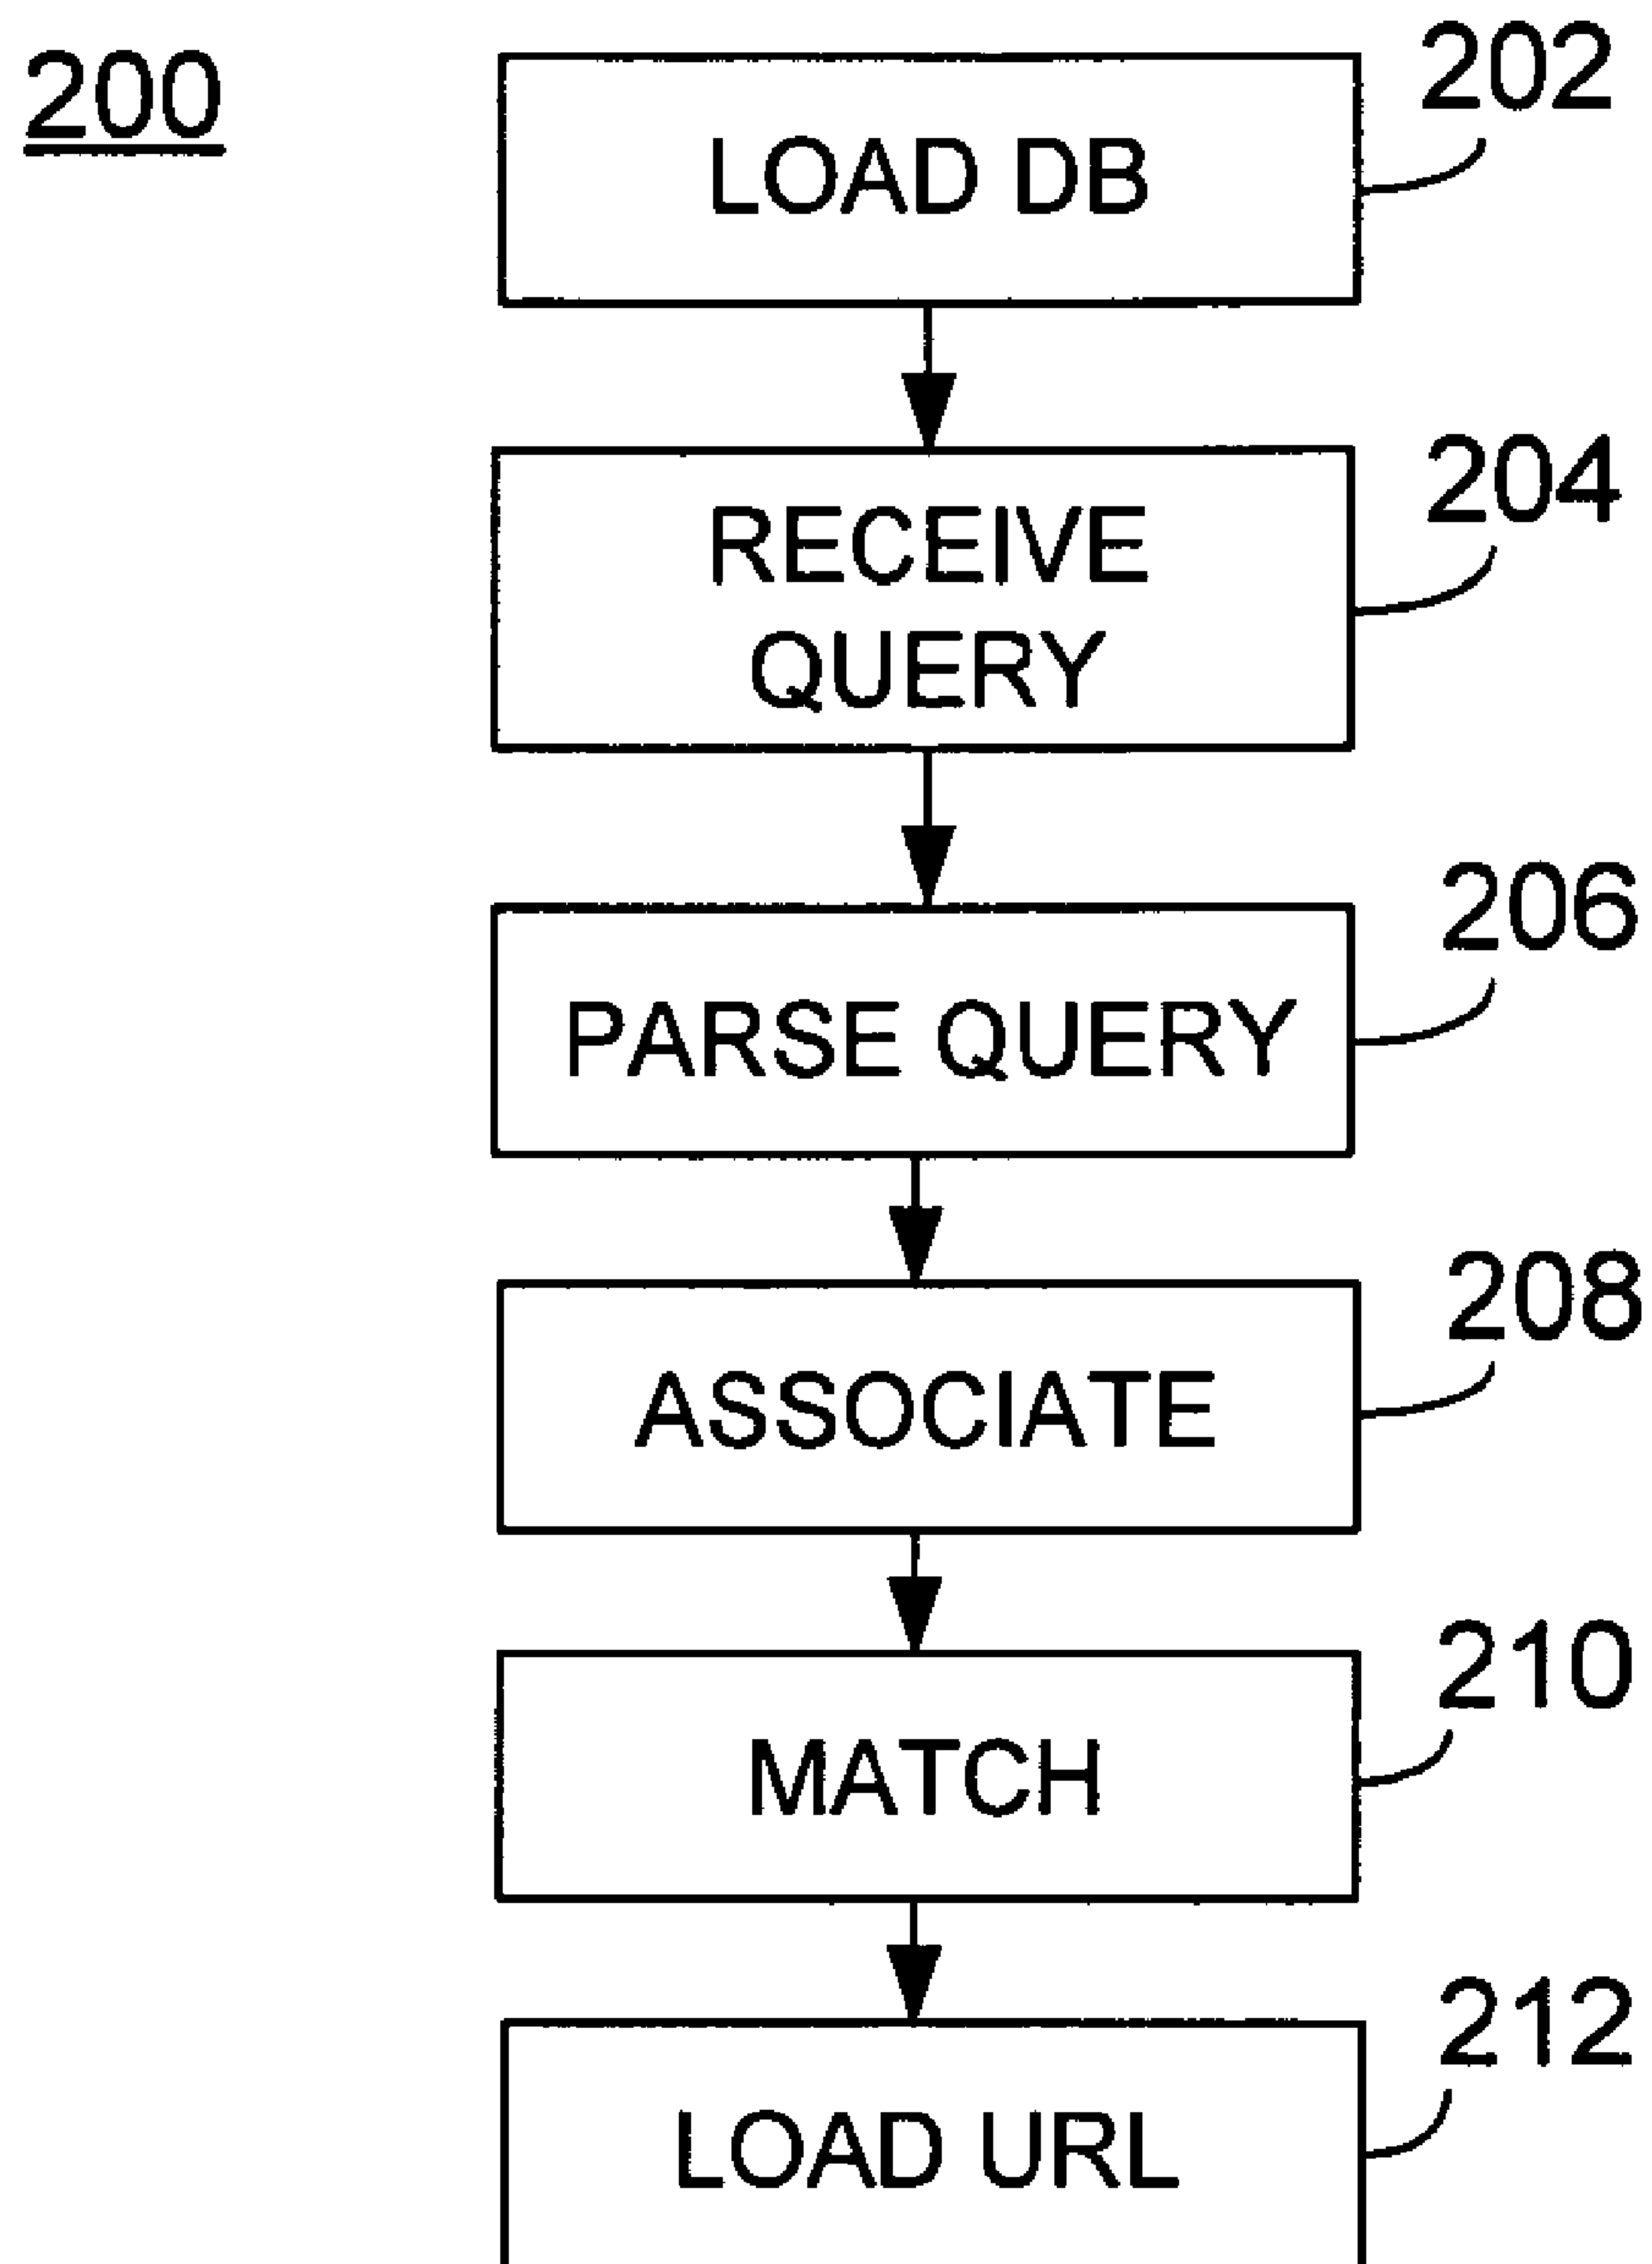 200
202
LOAD DB
204
RECEIVE
QUERY
206
PARSE QUERY
208
ASSOCIATE
210
MATCH
212
LOAD URL